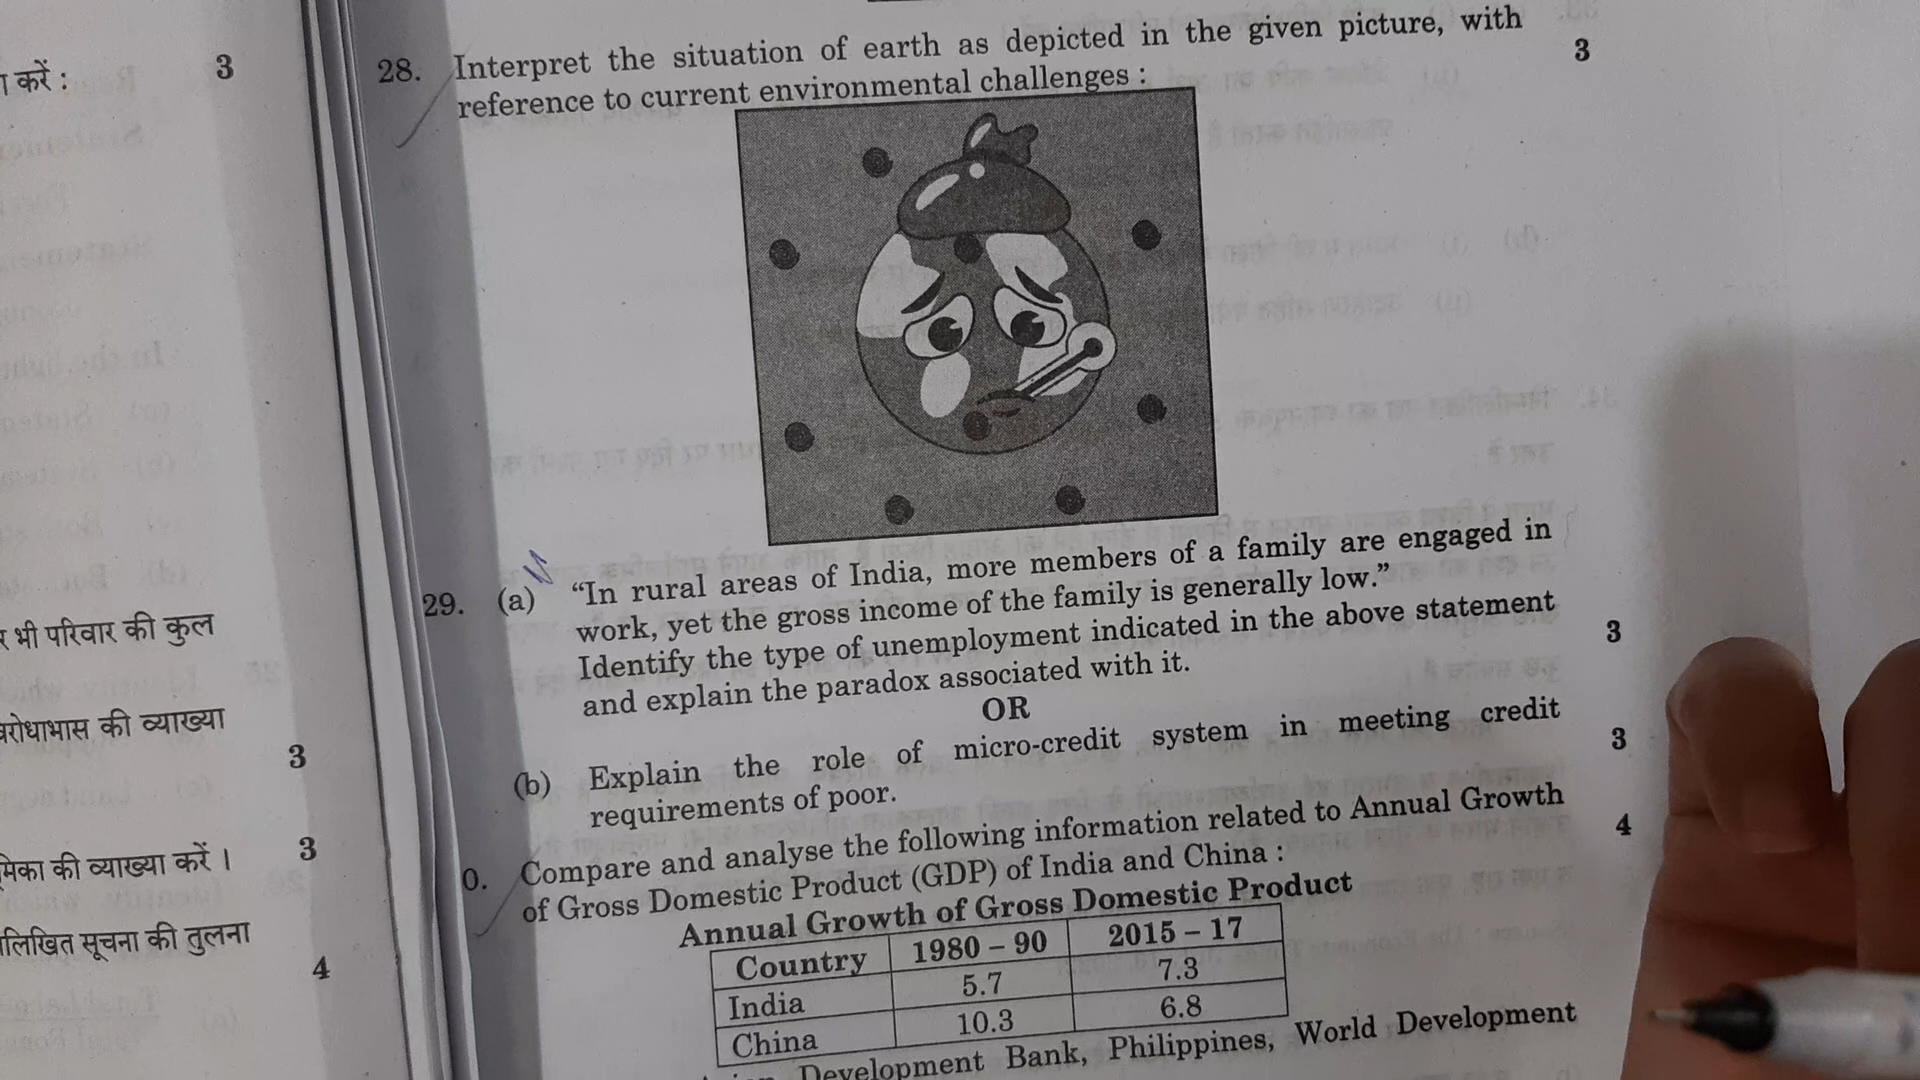 करें :
3
भी परिवार की कुल
की व्याख्या
3
की व्याख्या करें ।
3
सूचना की तुलना
4
28. Interpret the situation of earth as depicted in the given picture, with
reference to current environmental challenges :
3
29. (a) “In rural areas of India, more members of a family are engaged in
work, yet the gross income of the family is generally low.”
Identify the type of unemployment indicated in the above statement
and explain the paradox associated with it.
3
OR
(b) Explain the role of micro-credit system in meeting credit
requirements of poor.
3
0. Compare and analyse the following information related to Annual Growth
of Gross Domestic Product (GDP) of India and China :
4
Annual Growth of Gross Domestic Product
Country 1980 – 90 2015 – 17
India 5.7 7.3
China 10.3 6.8
Development Bank, Philippines, World Development